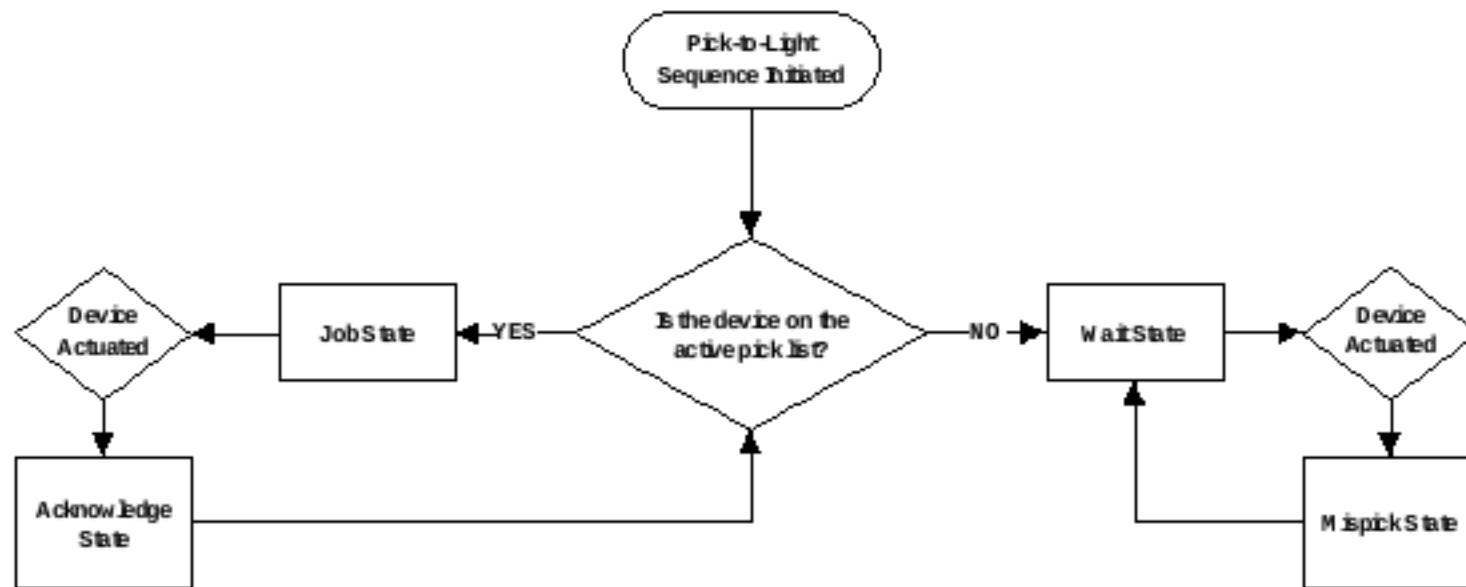 Pick-to-Light
Sequence Initiated
Device
Actuated
Job State
YES
Is the device on the
active pick list?
NO
Wait State
Device
Actuated
Acknowledge
State
Mispick State